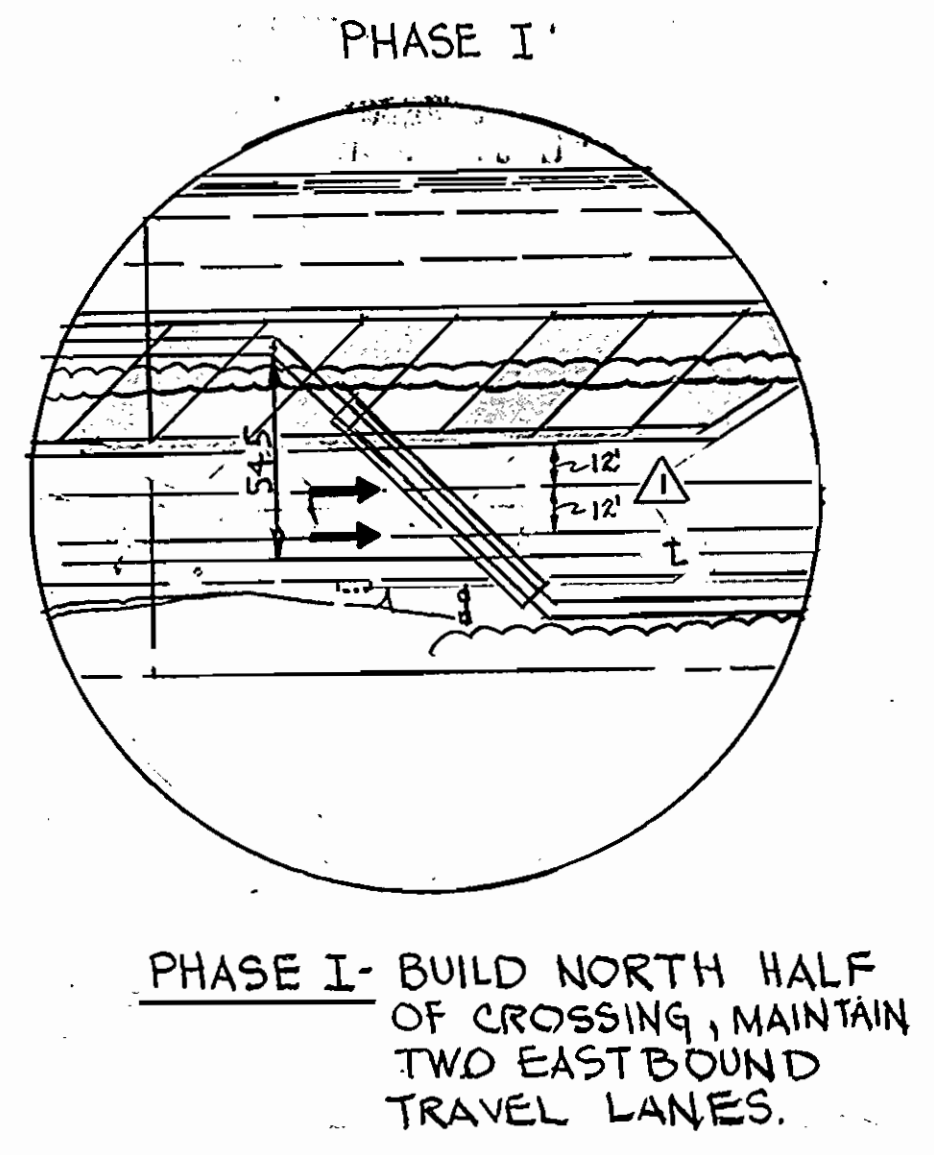 PHASE I
54.5
12'
12'
1
PHASE I- BUILD NORTH HALF
OF CROSSING, MAINTAIN
TWO EASTBOUND
TRAVEL LANES.